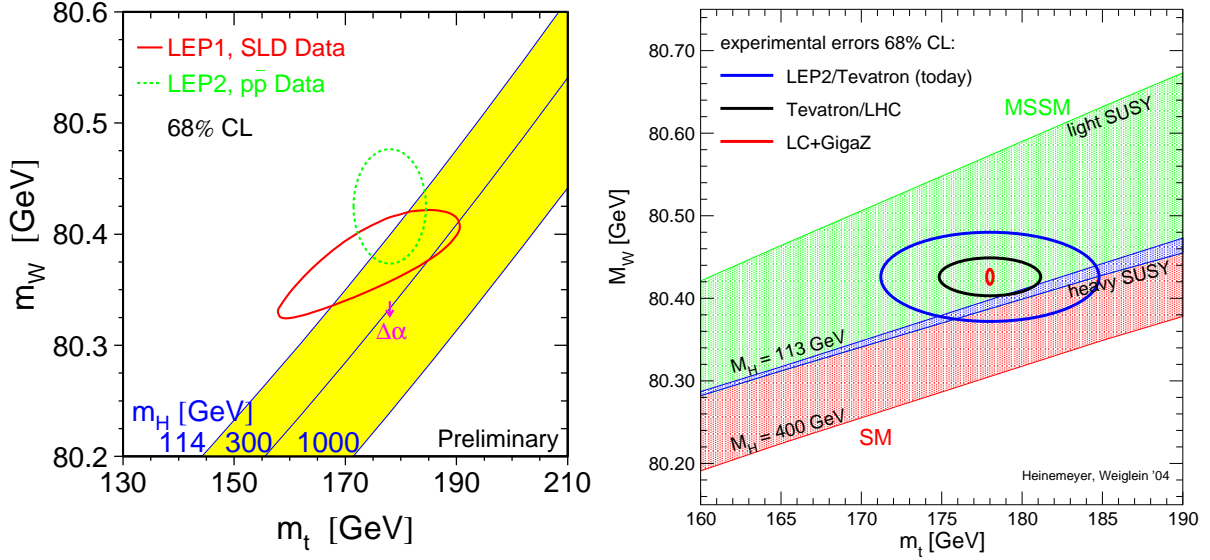 80.6
80.5
80.4
80.3
80.2
m_W [GeV]
LEP1, SLD Data
LEP2, pp̄ Data
68% CL
Δα
m_H [GeV]
114 300 1000
Preliminary
130 150 170 190 210
m_t [GeV]
80.70
80.60
80.50
80.40
80.30
80.20
M_W [GeV]
experimental errors 68% CL:
LEP2/Tevatron (today)
Tevatron/LHC
LC+GigaZ
MSSM
light SUSY
heavy SUSY
M_H = 113 GeV
M_H = 400 GeV
SM
Heinemeyer, Weiglein '04
160 165 170 175 180 185 190
m_t [GeV]